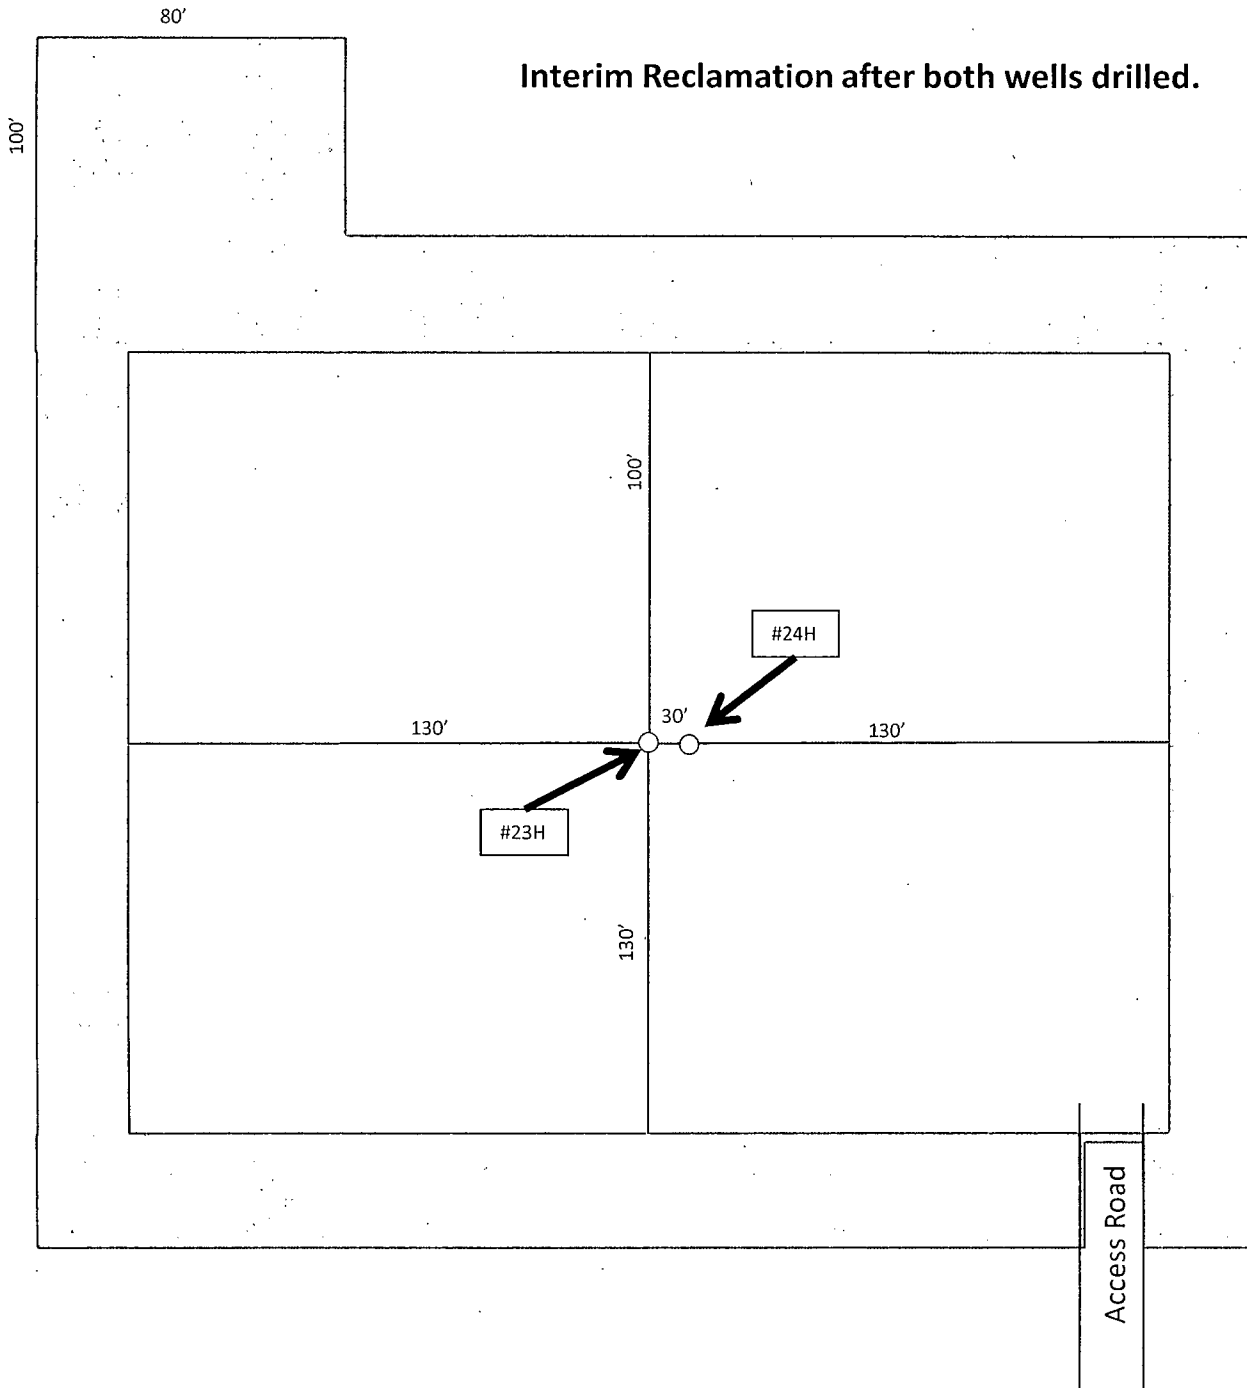 80’
Interim Reclamation after both wells drilled.
100’
100’
#24H
30’
130’
130’
#23H
130’
Access Road